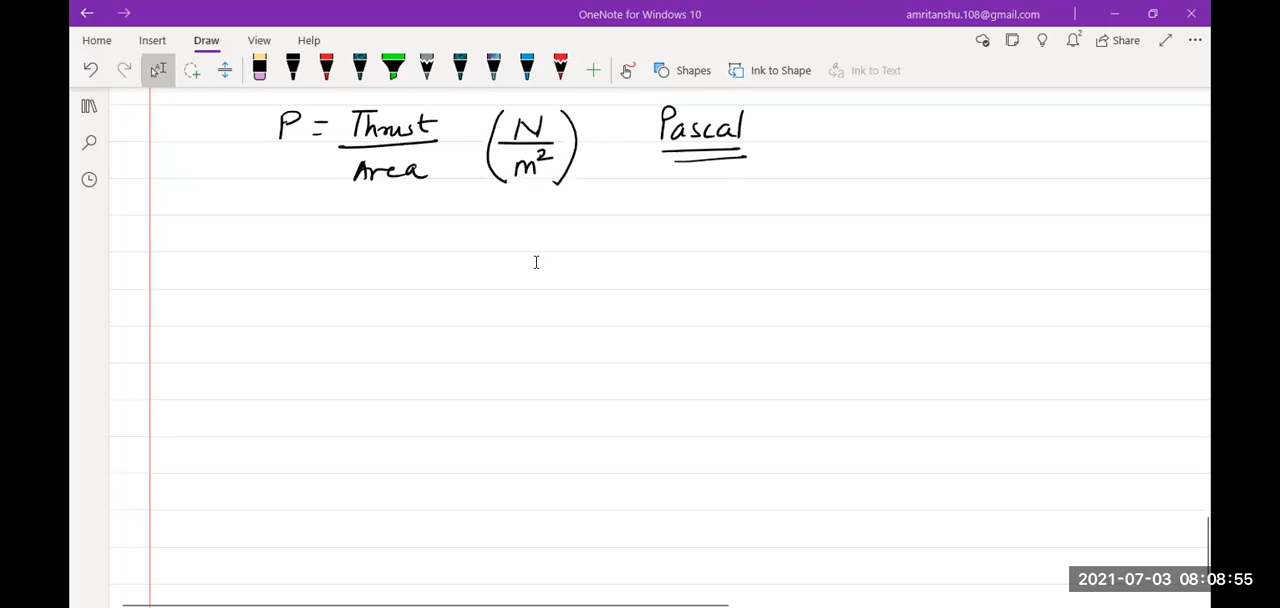 OneNote for Windows 10
amritanshu.108@gmail.com
Home Insert Draw View Help
Share
Shapes
Ink to Shape
Ink to Text
P = Thrust / Area (N / m²) Pascal
2021-07-03 08:08:55